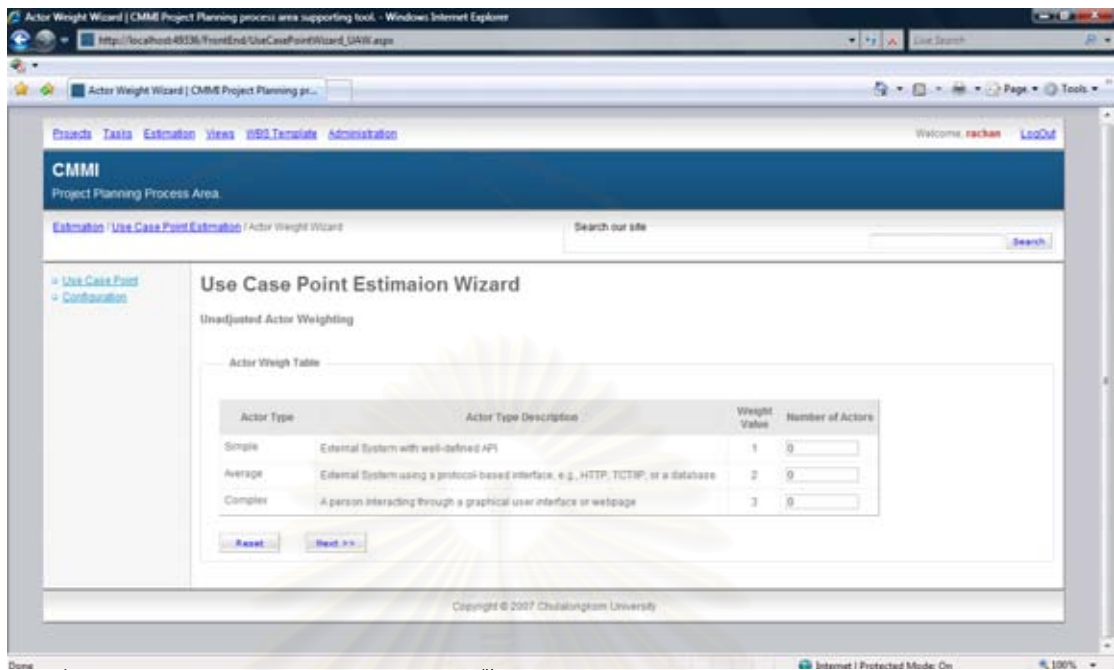 Actor Weight Wizard | CMMI Project Planning process area supporting tool. - Windows Internet Explorer
http://localhost:49336/FrontEnd/UseCasePointWizard_UAW.aspx
Live Search
Actor Weight Wizard | CMMI Project Planning pr...
Page Tools
Projects Tasks Estimation Views WBS Template Administration
Welcome, rachan LogOut
CMMI
Project Planning Process Area.
Estimation / Use Case Point Estimation / Actor Weight Wizard
Search our site
Search
Use Case Point
Configuration
Use Case Point Estimaion Wizard
Unadjusted Actor Weighting
Actor Weigh Table
Actor Type Actor Type Description Weight Value Number of Actors
Simple External System with well-defined API 1 0
Average External System using a protocol-based interface, e.g., HTTP, TCT/IP, or a database 2 0
Complex A person interacting through a graphical user interface or webpage 3 0
Reset Next >>
Copyright © 2007 Chulalongkorn University
Done
Internet | Protected Mode: On 100%